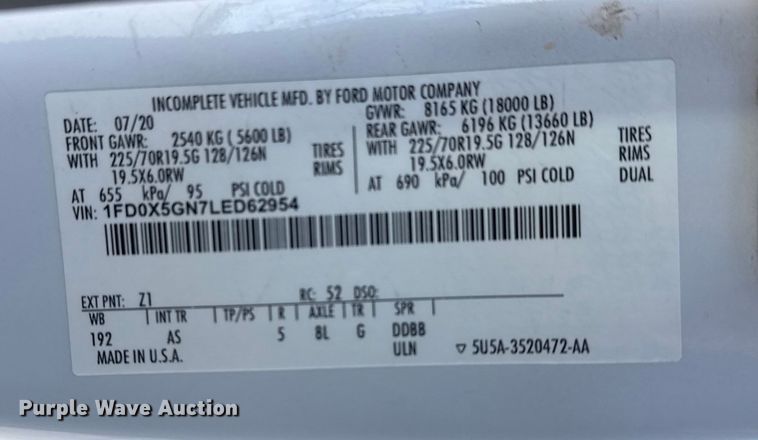 INCOMPLETE VEHICLE MFD. BY FORD MOTOR COMPANY
DATE: 07/20 GVWR: 8165 KG (18000 LB)
FRONT GAWR: 2540 KG ( 5600 LB) REAR GAWR: 6196 KG (13660 LB)
WITH 225/70R19.5G 128/126N TIRES WITH 225/70R19.5G 128/126N TIRES
19.5X6.0RW RIMS 19.5X6.0RW RIMS
AT 655 kPa/ 95 PSI COLD AT 690 kPa/ 100 PSI COLD DUAL
VIN: 1FD0X5GN7LED62954
EXT PNT: Z1 RC: 52 DSO:
WB INT TR TP/PS R AXLE TR SPR
192 AS 5 8L G DDBB
MADE IN U.S.A. ULN ▽ 5U5A-3520472-AA
Purple Wave Auction